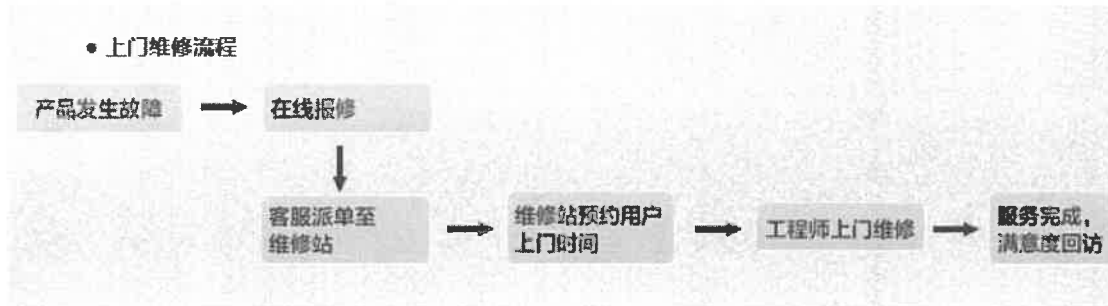 • 上门维修流程
产品发生故障
在线报修
客服派单至
维修站
维修站预约用户
上门时间
工程师上门维修
服务完成，
满意度回访